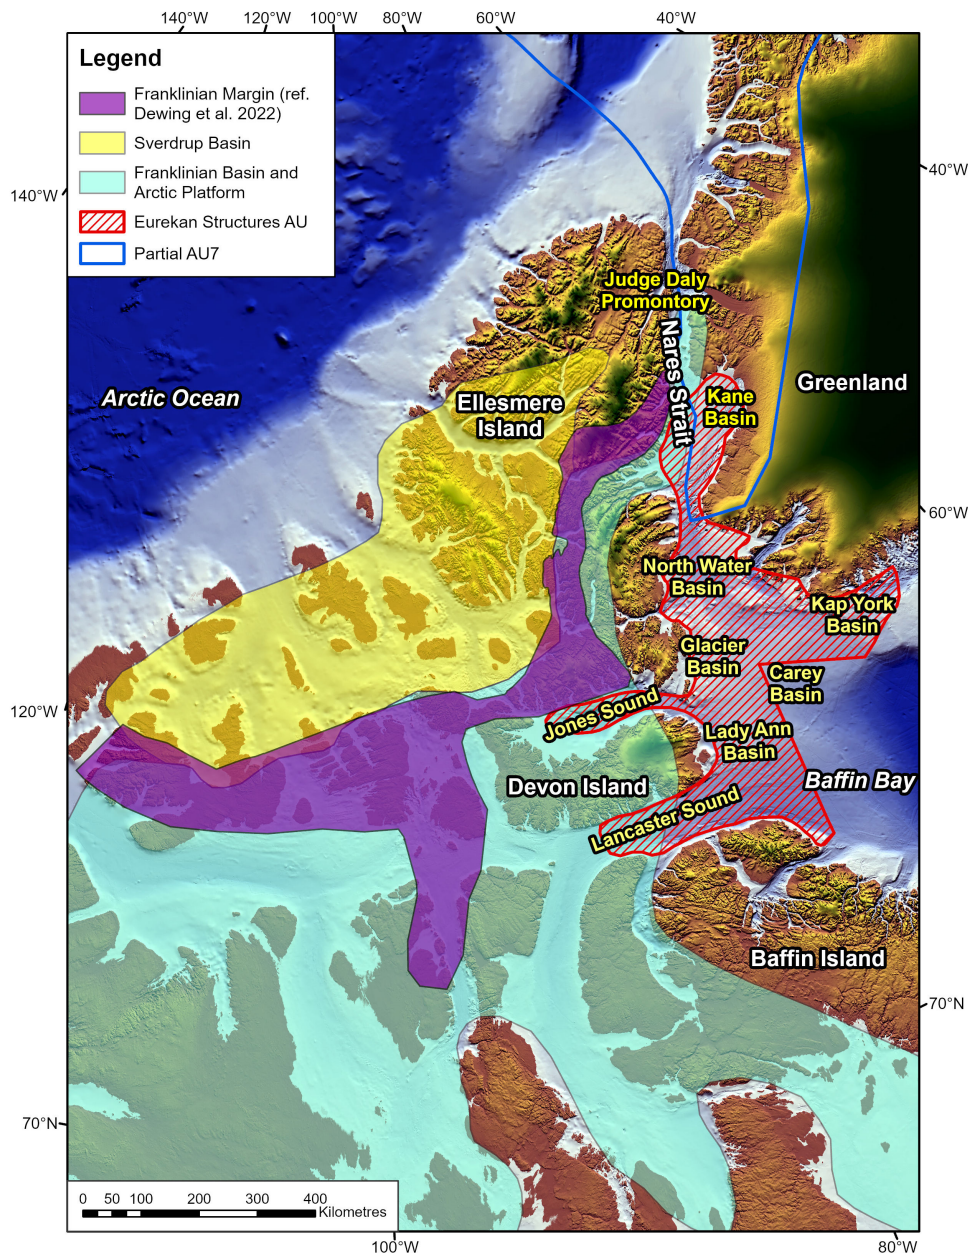 140°W 120°W 100°W 80°W 60°W 40°W
Legend
Franklinian Margin (ref.
Dewing et al. 2022)
Sverdrup Basin
Franklinian Basin and
Arctic Platform
Eurekan Structures AU
Partial AU7
140°W
40°W
Judge Daly
Promontory
Nares Strait
Arctic Ocean
Greenland
Ellesmere
Island
Kane
Basin
60°W
North Water
Basin
Kap York
Basin
Glacier
Basin
Carey
Basin
120°W
Jones Sound
Lady Ann
Basin
Devon Island
Baffin Bay
Lancaster Sound
Baffin Island
70°N
70°N
0 50 100 200 300 400
Kilometres
100°W
80°W